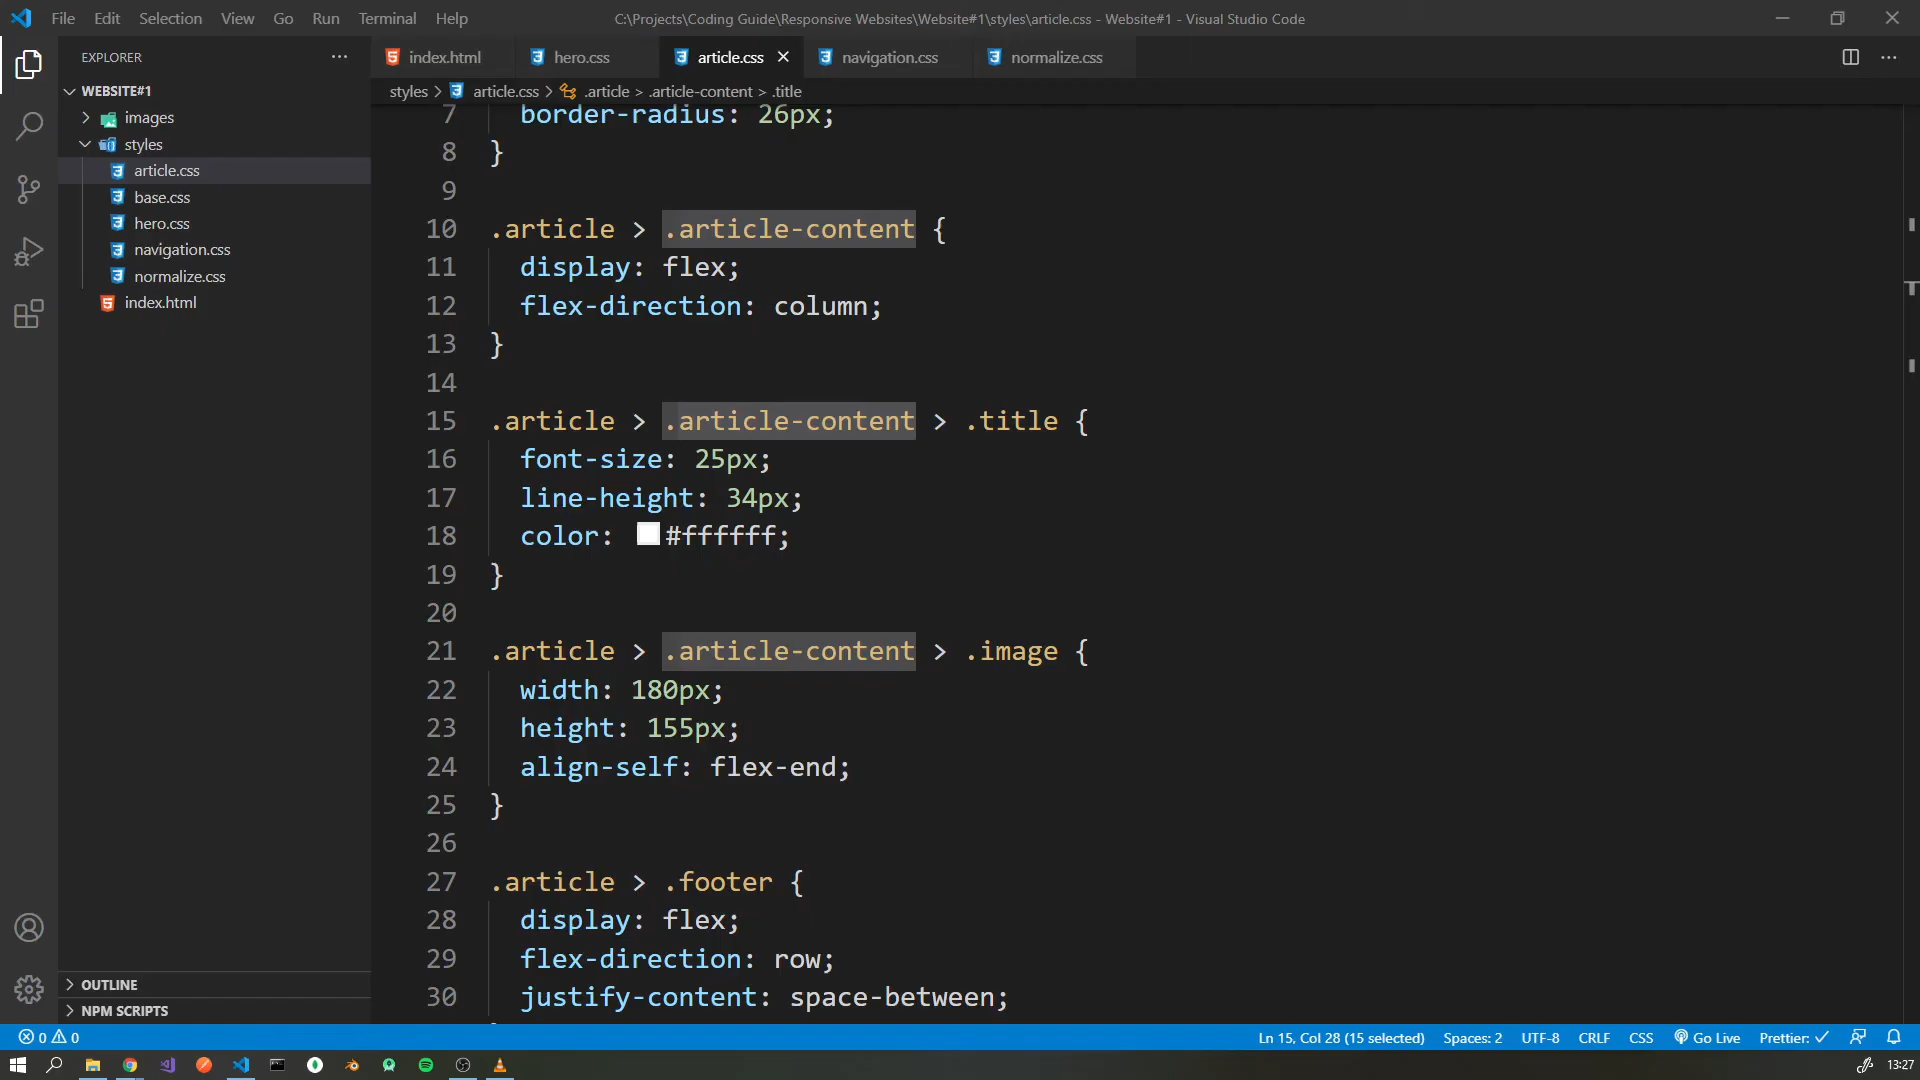 File Edit Selection View Go Run Terminal Help
C:\Projects\Coding Guide\Responsive Websites\Website#1\styles\article.css - Website#1 - Visual Studio Code
EXPLORER
WEBSITE#1
images
styles
article.css
base.css
hero.css
navigation.css
normalize.css
index.html
OUTLINE
NPM SCRIPTS
index.html hero.css article.css navigation.css normalize.css
styles > article.css > .article > .article-content > .title
7 border-radius: 26px;
8 }
9
10 .article > .article-content {
11 display: flex;
12 flex-direction: column;
13 }
14
15 .article > .article-content > .title {
16 font-size: 25px;
17 line-height: 34px;
18 color: #ffffff;
19 }
20
21 .article > .article-content > .image {
22 width: 180px;
23 height: 155px;
24 align-self: flex-end;
25 }
26
27 .article > .footer {
28 display: flex;
29 flex-direction: row;
30 justify-content: space-between;
0 0 Ln 15, Col 28 (15 selected) Spaces: 2 UTF-8 CRLF CSS Go Live Prettier: ✓
13:27